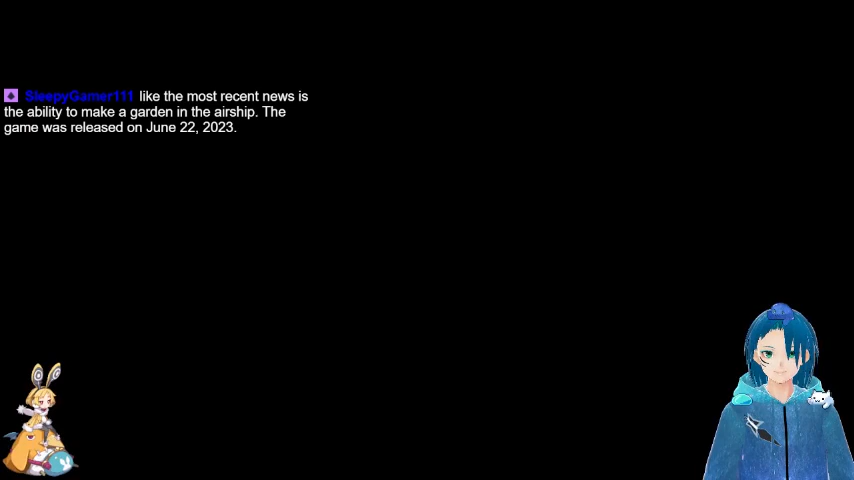 SleepyGamer111 like the most recent news is
the ability to make a garden in the airship. The
game was released on June 22, 2023.